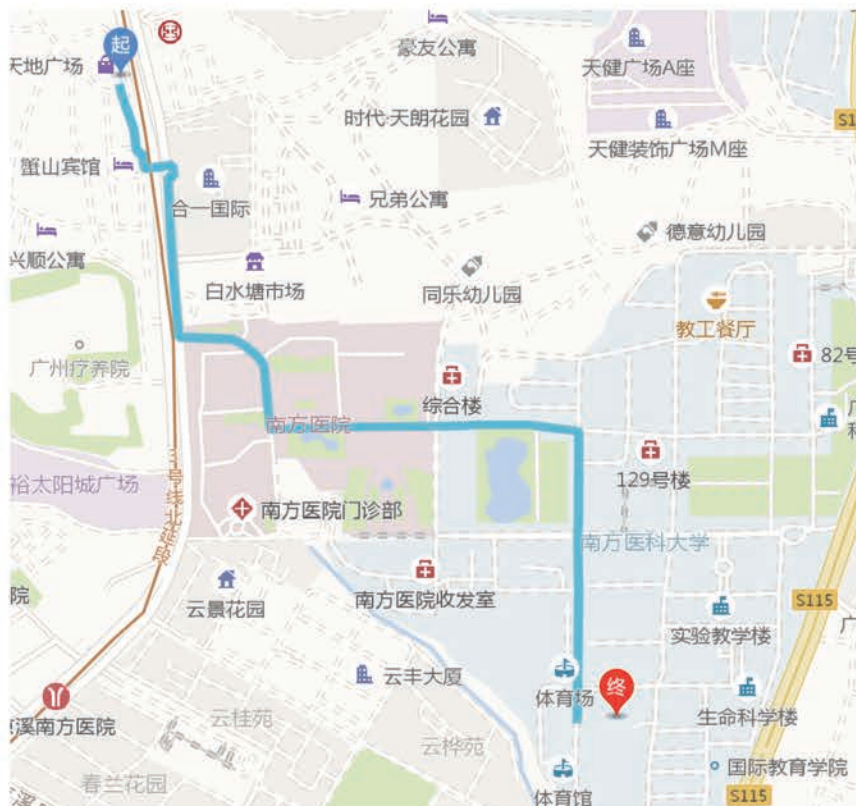 起
天地广场
豪友公寓
天健广场A座
时代·天朗花园
天健装饰广场M座
蟹山宾馆
合一国际
兄弟公寓
兴顺公寓
德意幼儿园
白水塘市场
同乐幼儿园
教工餐厅
广州疗养院
82号
综合楼
南方医院
129号楼
裕太阳城广场
三号线北延段
南方医院门诊部
南方医科大学
南方医院收发室
云景花园
院
S115
实验教学楼
广
云丰大厦
终
体育场
溪南方医院
生命科学楼
云桂苑
云桦苑
国际教育学院
春兰花园
体育馆
S115